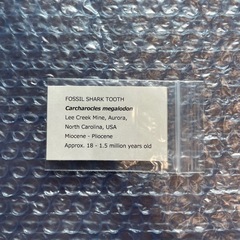 FOSSIL SHARK TOOTH
Carcharocles megalodon
Lee Creek Mine, Aurora,
North Carolina, USA
Miocene - Pliocene
Approx. 18 - 1.5 million years old